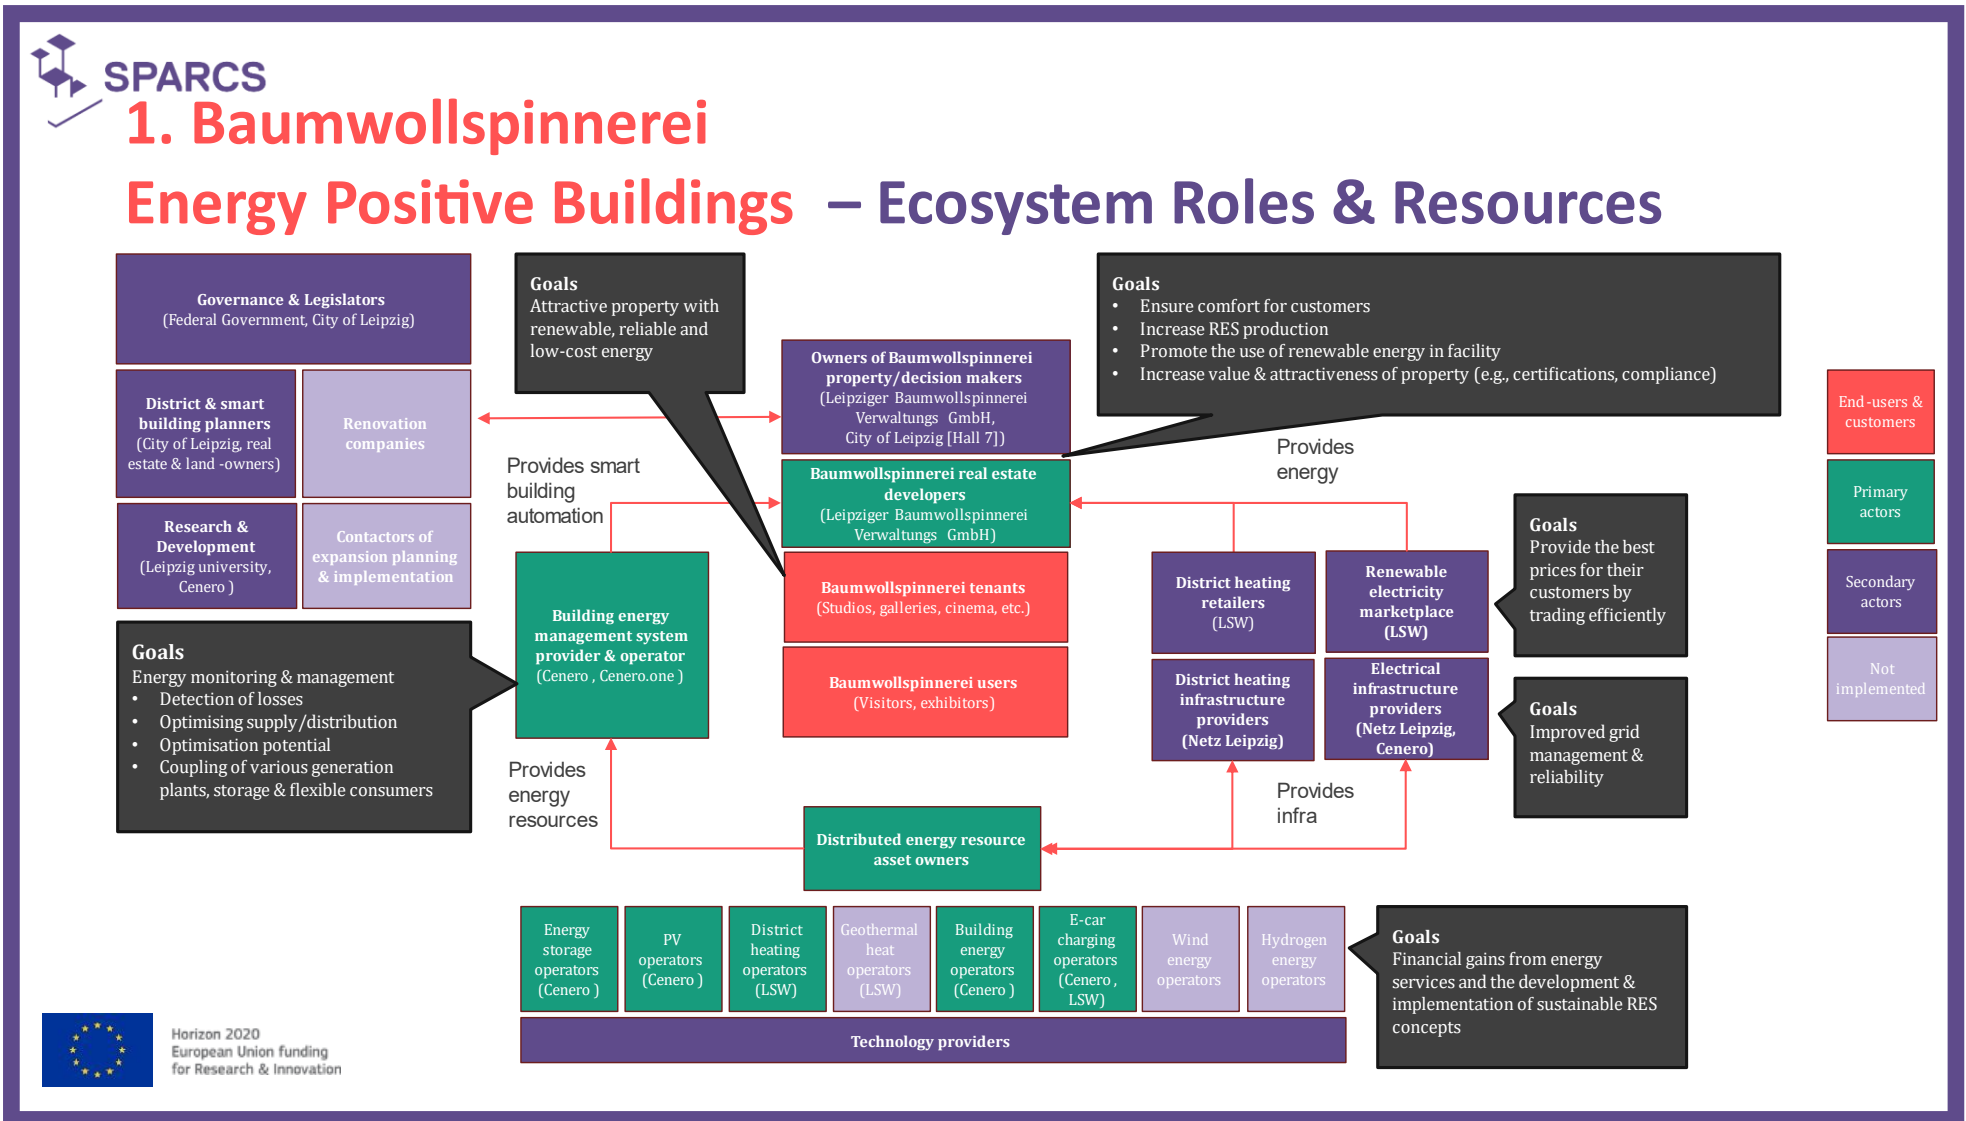 SPARCS
1. Baumwollspinnerei
Energy Positive Buildings – Ecosystem Roles & Resources
Governance & Legislators
(Federal Government, City of Leipzig)
District & smart
building planners
(City of Leipzig, real
estate & land -owners)
Renovation
companies
Research &
Development
(Leipzig university,
Cenero )
Contactors of
expansion planning
& implementation
Goals
Energy monitoring & management
• Detection of losses
• Optimising supply/distribution
• Optimisation potential
• Coupling of various generation
plants, storage & flexible consumers
Goals
Attractive property with
renewable, reliable and
low-cost energy
Provides smart
building
automation
Building energy
management system
provider & operator
(Cenero , Cenero.one )
Provides
energy
resources
Owners of Baumwollspinnerei
property/decision makers
(Leipziger Baumwollspinnerei
Verwaltungs GmbH,
City of Leipzig [Hall 7])
Baumwollspinnerei real estate
developers
(Leipziger Baumwollspinnerei
Verwaltungs GmbH)
Baumwollspinnerei tenants
(Studios, galleries, cinema, etc.)
Baumwollspinnerei users
(Visitors, exhibitors)
Goals
• Ensure comfort for customers
• Increase RES production
• Promote the use of renewable energy in facility
• Increase value & attractiveness of property (e.g., certifications, compliance)
Provides
energy
District heating
retailers
(LSW)
Renewable
electricity
marketplace
(LSW)
District heating
infrastructure
providers
(Netz Leipzig)
Electrical
infrastructure
providers
(Netz Leipzig,
Cenero)
Goals
Provide the best
prices for their
customers by
trading efficiently
Goals
Improved grid
management &
reliability
Provides
infra
Distributed energy resource
asset owners
Energy
storage
operators
(Cenero )
PV
operators
(Cenero )
District
heating
operators
(LSW)
Geothermal
heat
operators
(LSW)
Building
energy
operators
(Cenero )
E-car
charging
operators
(Cenero ,
LSW)
Wind
energy
operators
Hydrogen
energy
operators
Technology providers
Goals
Financial gains from energy
services and the development &
implementation of sustainable RES
concepts
End -users &
customers
Primary
actors
Secondary
actors
Not
implemented
Horizon 2020
European Union funding
for Research & Innovation